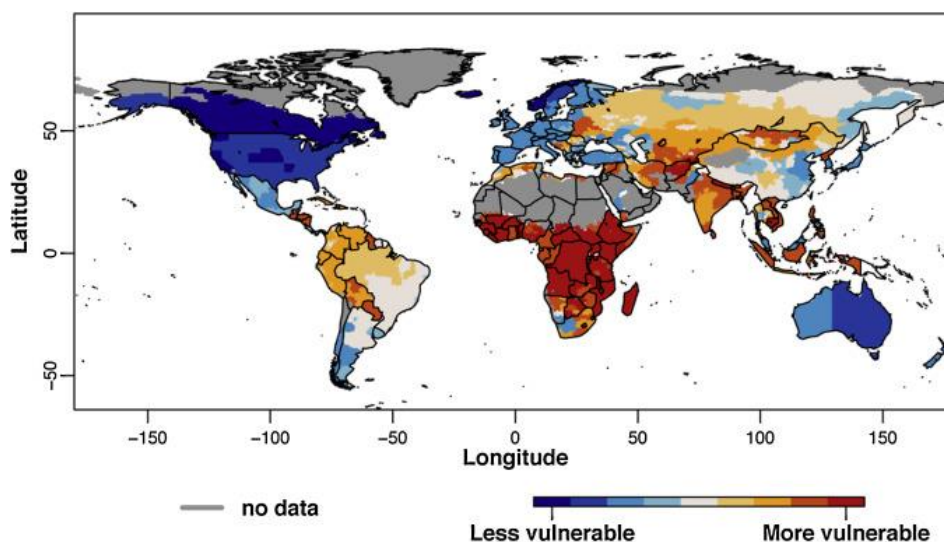 Latitude
50
0
−50
−150
−100
−50
0
50
100
150
Longitude
no data
Less vulnerable
More vulnerable